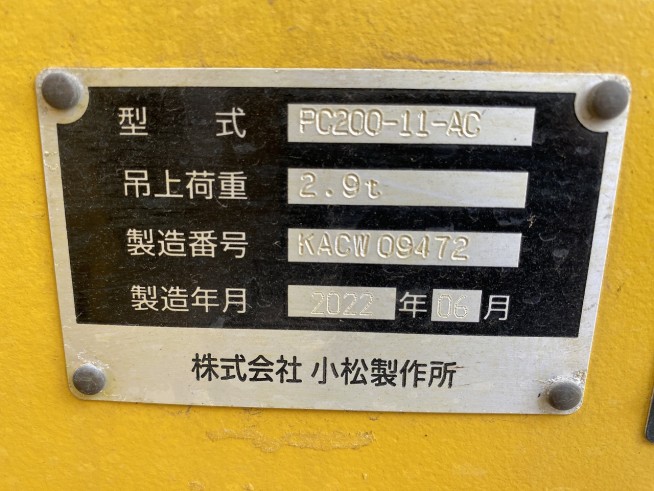 型 式 PC200-11-AC
吊上荷重 2.9t
製造番号 KACW 09472
製造年月 2022 年 06 月
株式会社 小松製作所